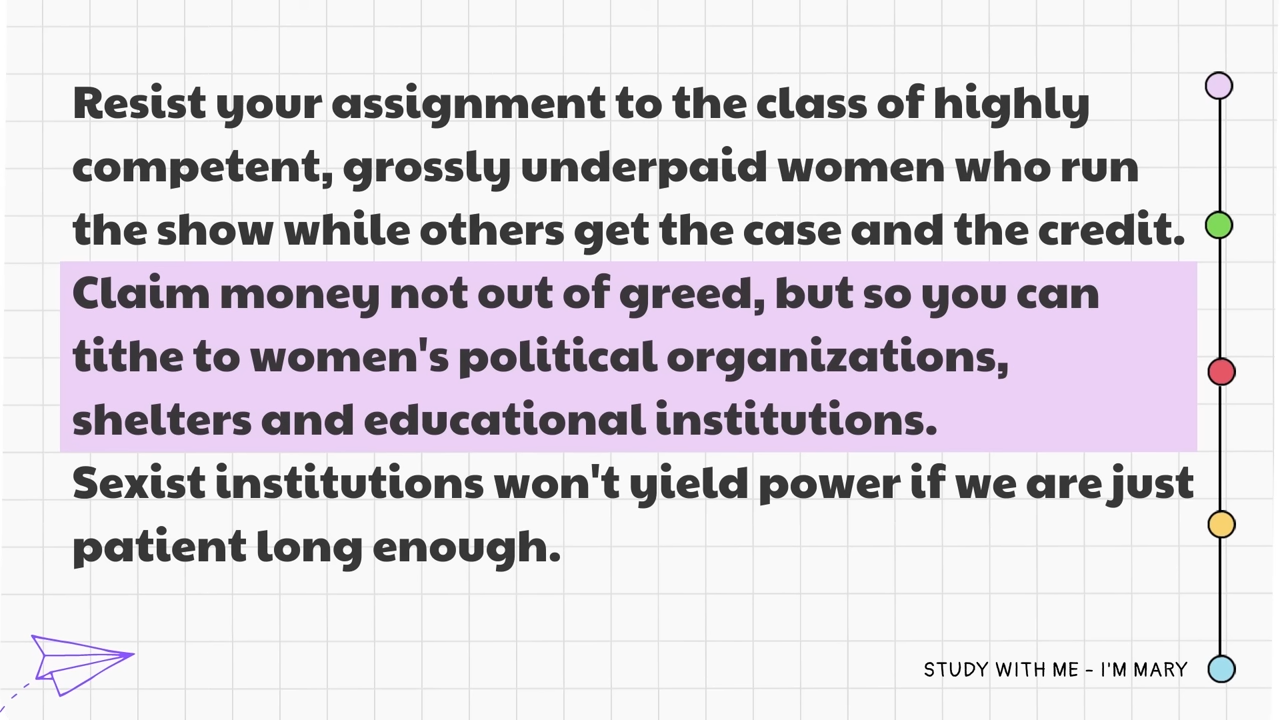 Resist your assignment to the class of highly
competent, grossly underpaid women who run
the show while others get the case and the credit.
Claim money not out of greed, but so you can
tithe to women's political organizations,
shelters and educational institutions.
Sexist institutions won't yield power if we are just
patient long enough.
STUDY WITH ME - I'M MARY